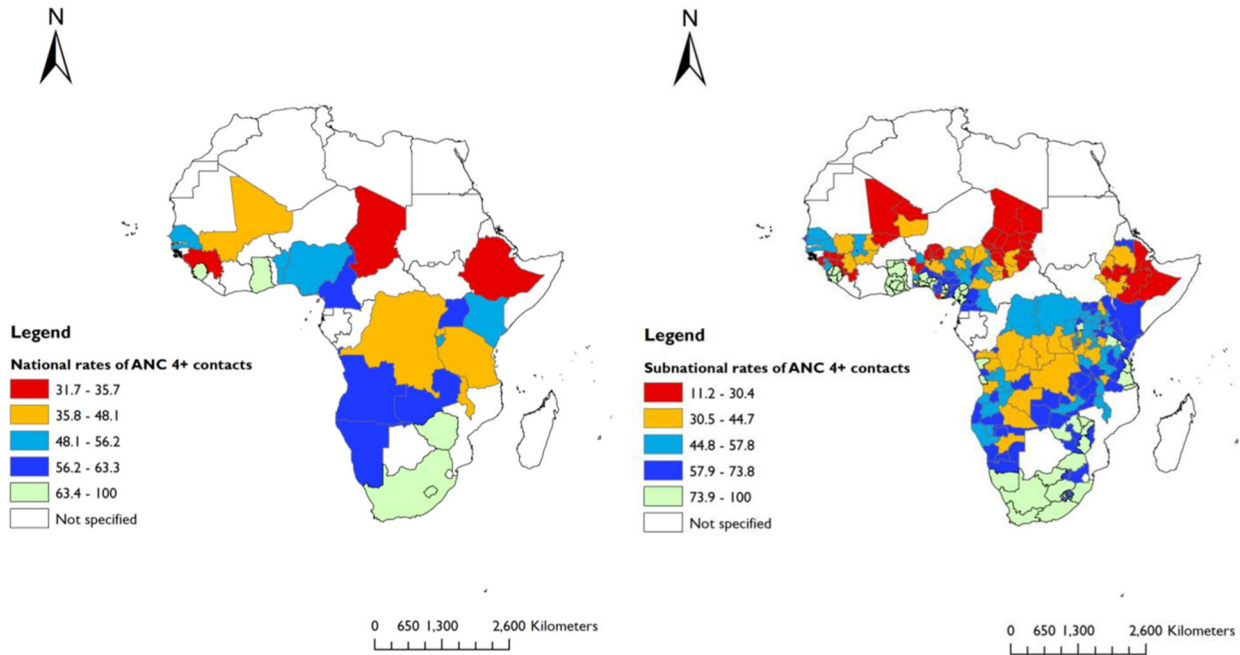 N
Legend
National rates of ANC 4+ contacts
31.7 - 35.7
35.8 - 48.1
48.1 - 56.2
56.2 - 63.3
63.4 - 100
Not specified
0 650 1,300 2,600 Kilometers
N
Legend
Subnational rates of ANC 4+ contacts
11.2 - 30.4
30.5 - 44.7
44.8 - 57.8
57.9 - 73.8
73.9 - 100
Not specified
0 650 1,300 2,600 Kilometers